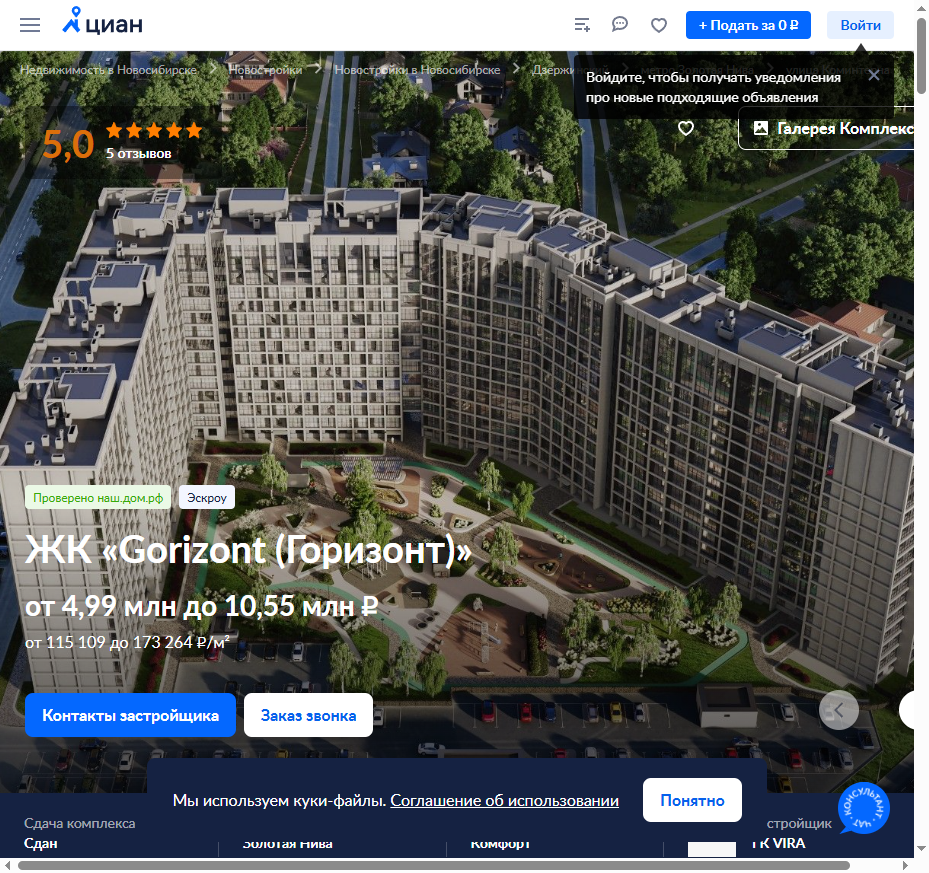 циан
+ Подать за 0 ₽
Войти
Недвижимость в Новосибирске
Новостройки
Новостройки в Новосибирске
Войдите, чтобы получать уведомления
про новые подходящие объявления
5,0
5 отзывов
Галерея Комплекс
Проверено наш.дом.рф
Эскроу
ЖК «Gorizont (Горизонт)»
от 4,99 млн до 10,55 млн ₽
от 115 109 до 173 264 ₽/м²
Контакты застройщика
Заказ звонка
Мы используем куки-файлы. Соглашение об использовании
Понятно
КОНСУЛЬТАНТ
ЧАТ
Сдача комплекса
стройщик
Сдан
Золотая Нива
Комфорт
ГК VIRA